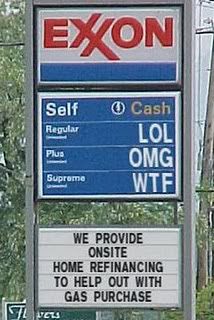 EXXON
Self Cash
Regular LOL
Plus OMG
Supreme WTF
WE PROVIDE
ONSITE
HOME REFINANCING
TO HELP OUT WITH
GAS PURCHASE
Flowers